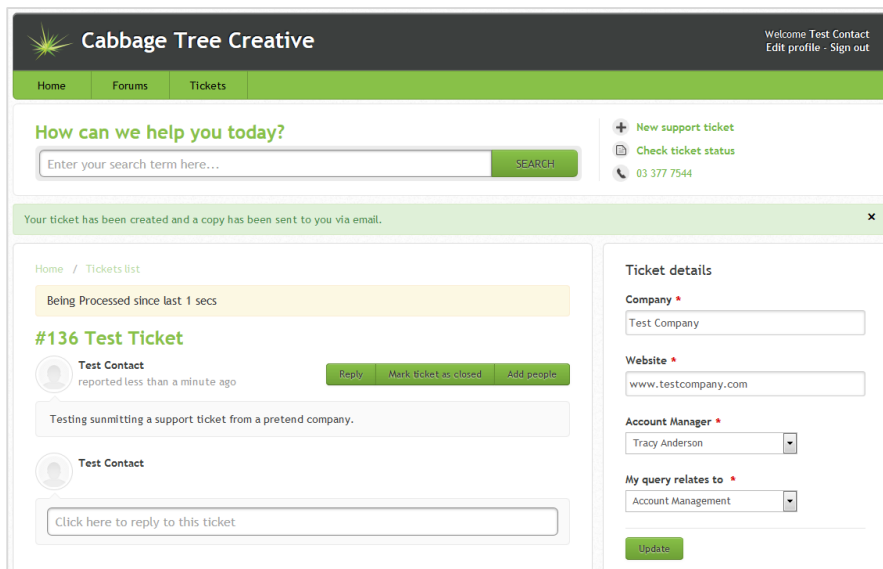 Cabbage Tree Creative
Welcome Test Contact
Edit profile - Sign out
Home Forums Tickets
How can we help you today?
Enter your search term here...
SEARCH
New support ticket
Check ticket status
03 377 7544
Your ticket has been created and a copy has been sent to you via email.
×
Home / Tickets list
Being Processed since last 1 secs
#136 Test Ticket
Test Contact
reported less than a minute ago
Reply Mark ticket as closed Add people
Testing sunmitting a support ticket from a pretend company.
Test Contact
Click here to reply to this ticket
Ticket details
Company *
Test Company
Website *
www.testcompany.com
Account Manager *
Tracy Anderson
My query relates to *
Account Management
Update